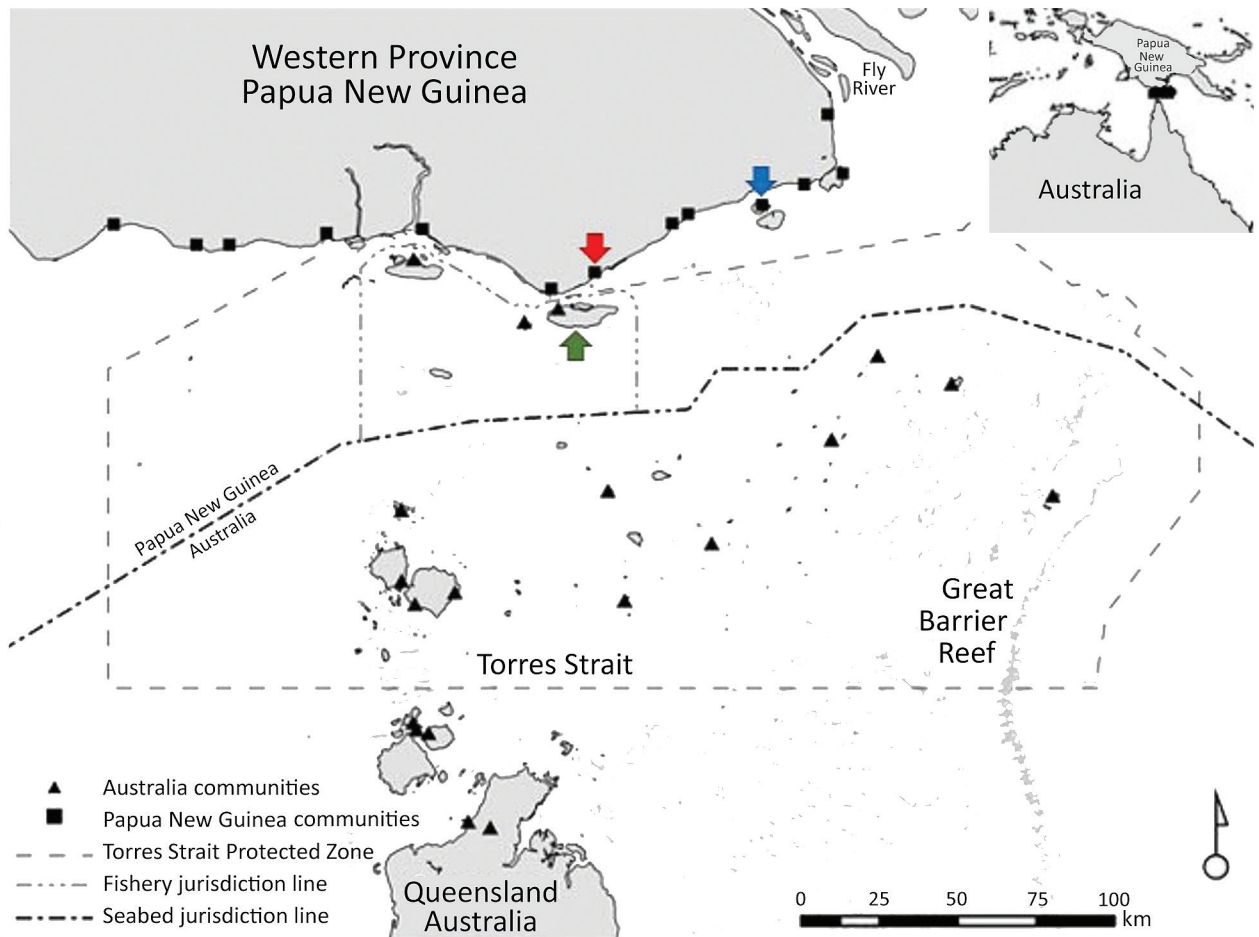 Western Province
Papua New Guinea
Fly
River
Papua
New
Guinea
Australia
Papua New Guinea
Australia
Great
Barrier
Reef
Torres Strait
Australia communities
Papua New Guinea communities
Torres Strait Protected Zone
Fishery jurisdiction line
Seabed jurisdiction line
Queensland
Australia
0 25 50 75 100
km